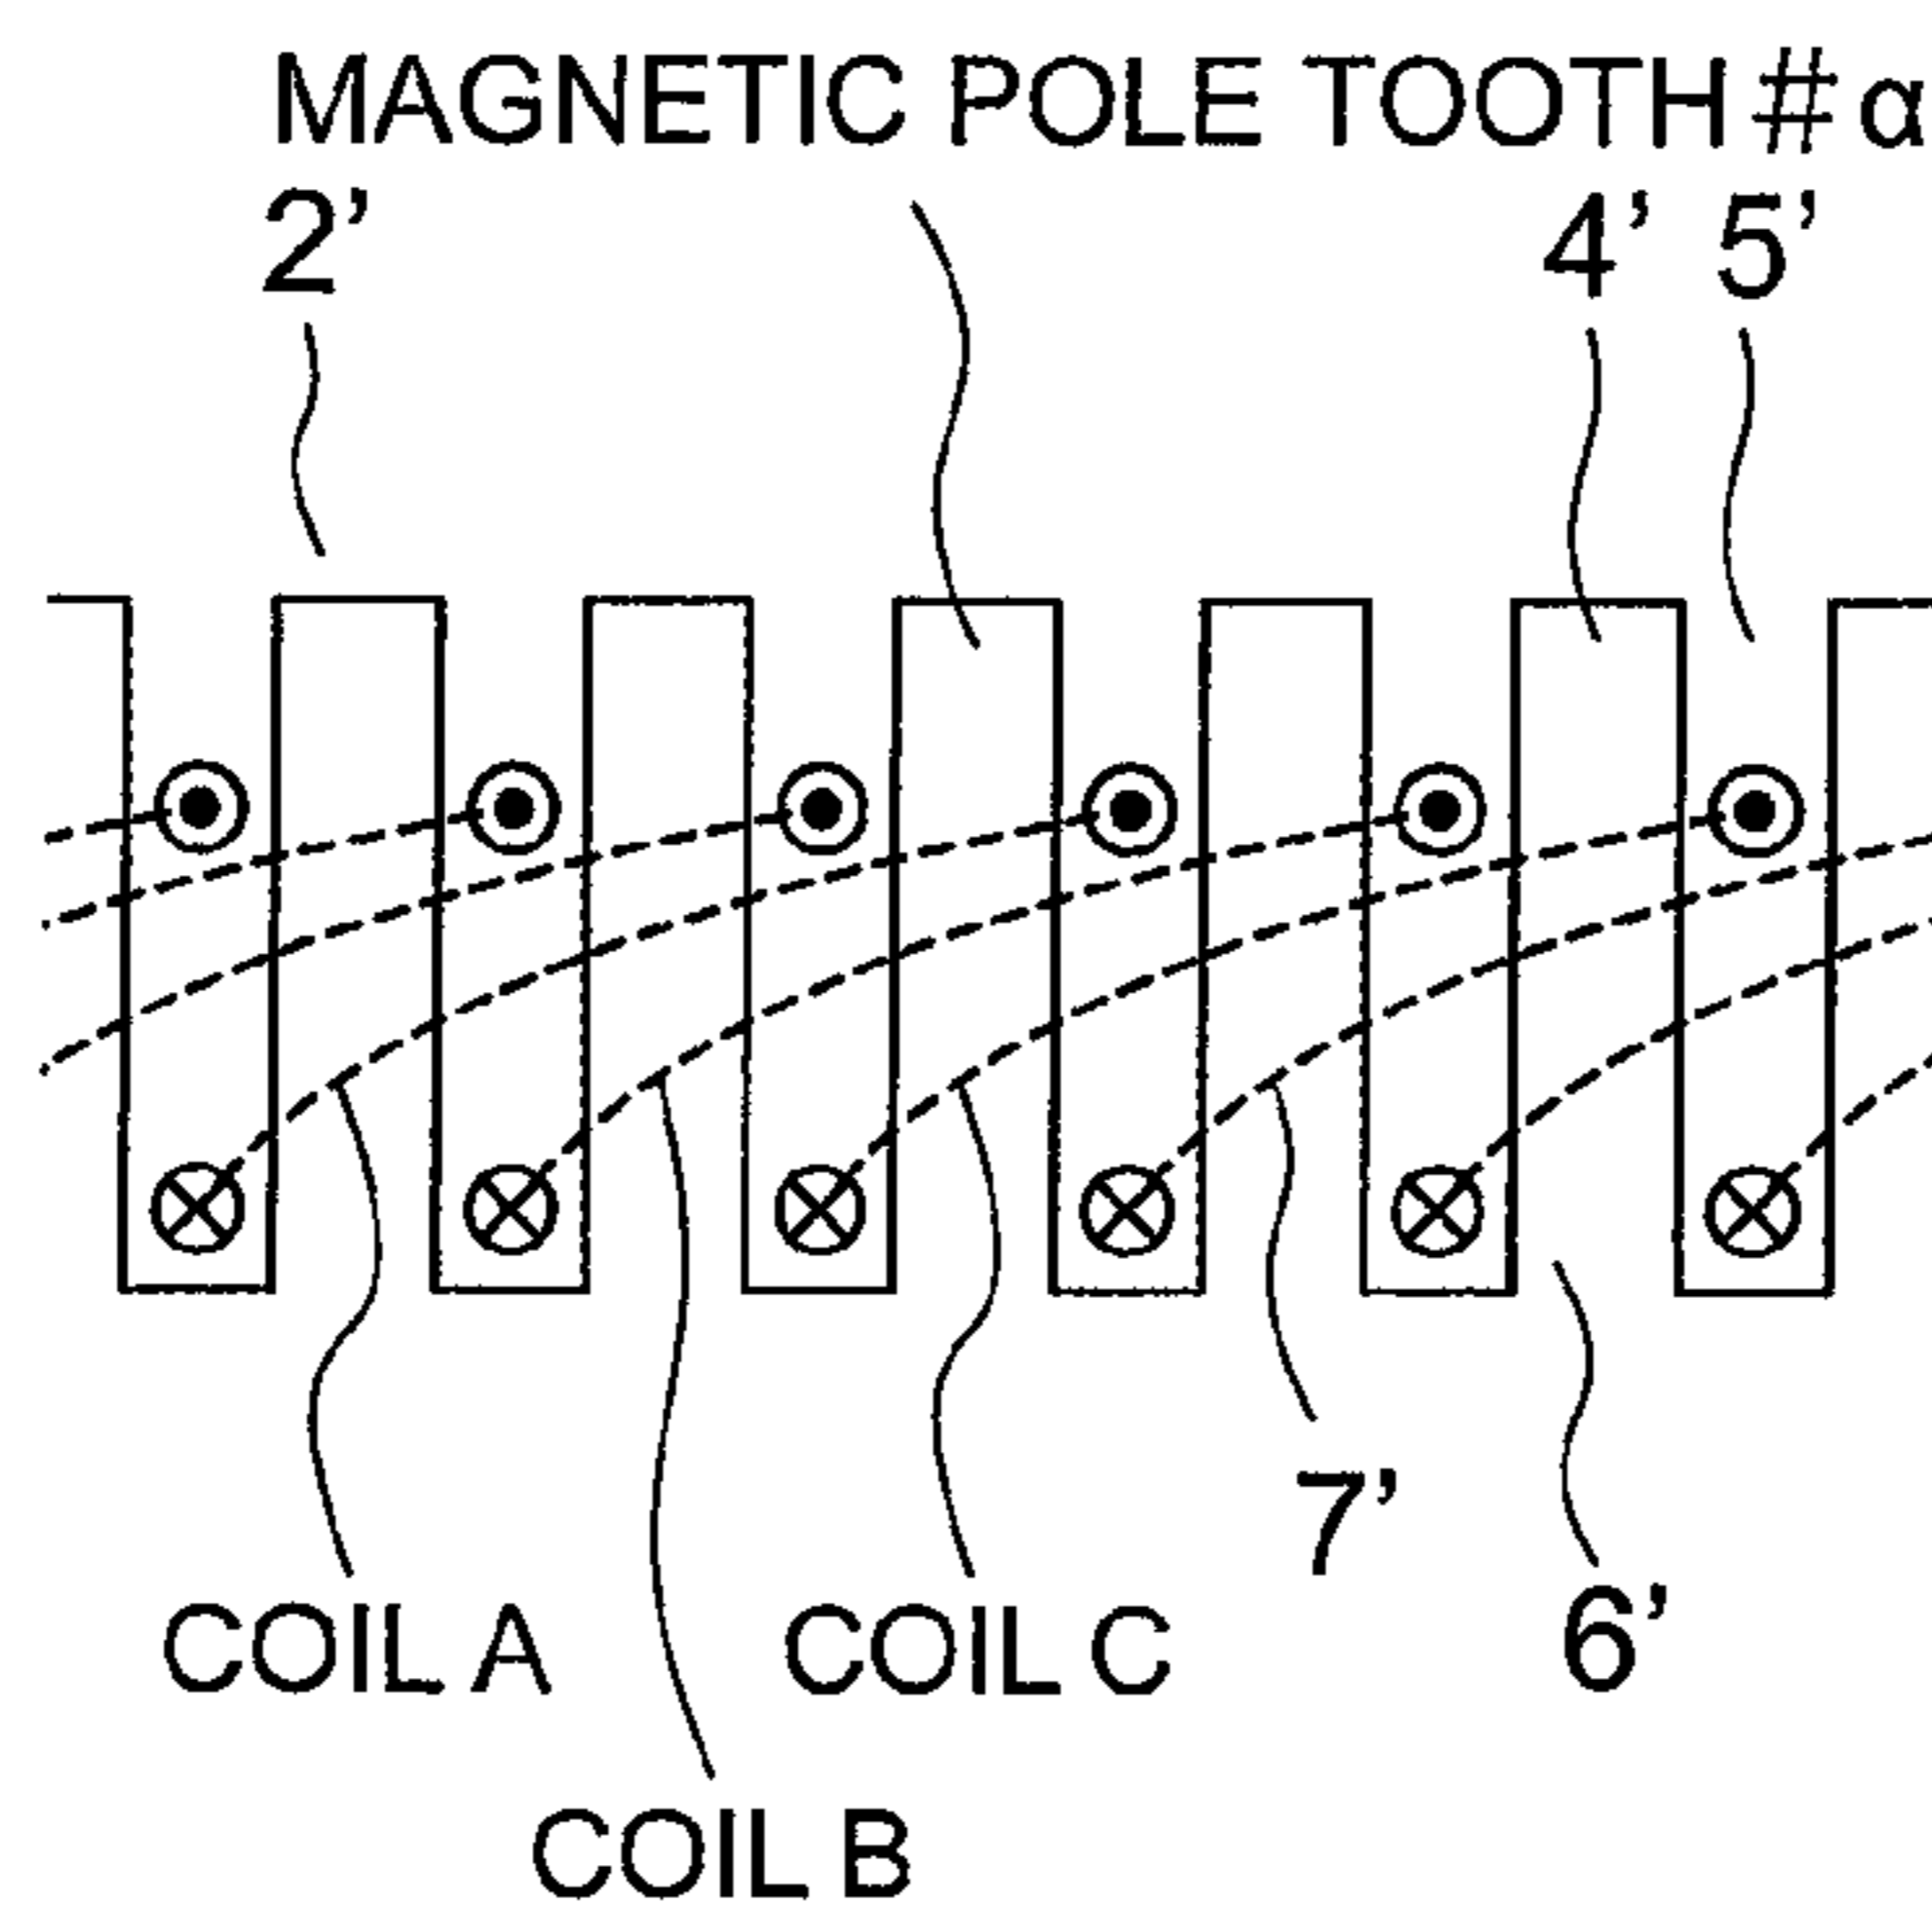 MAGNETIC POLE TOOTH # α
2’
4’ 5’
7’
6’
COIL A
COIL C
COIL B